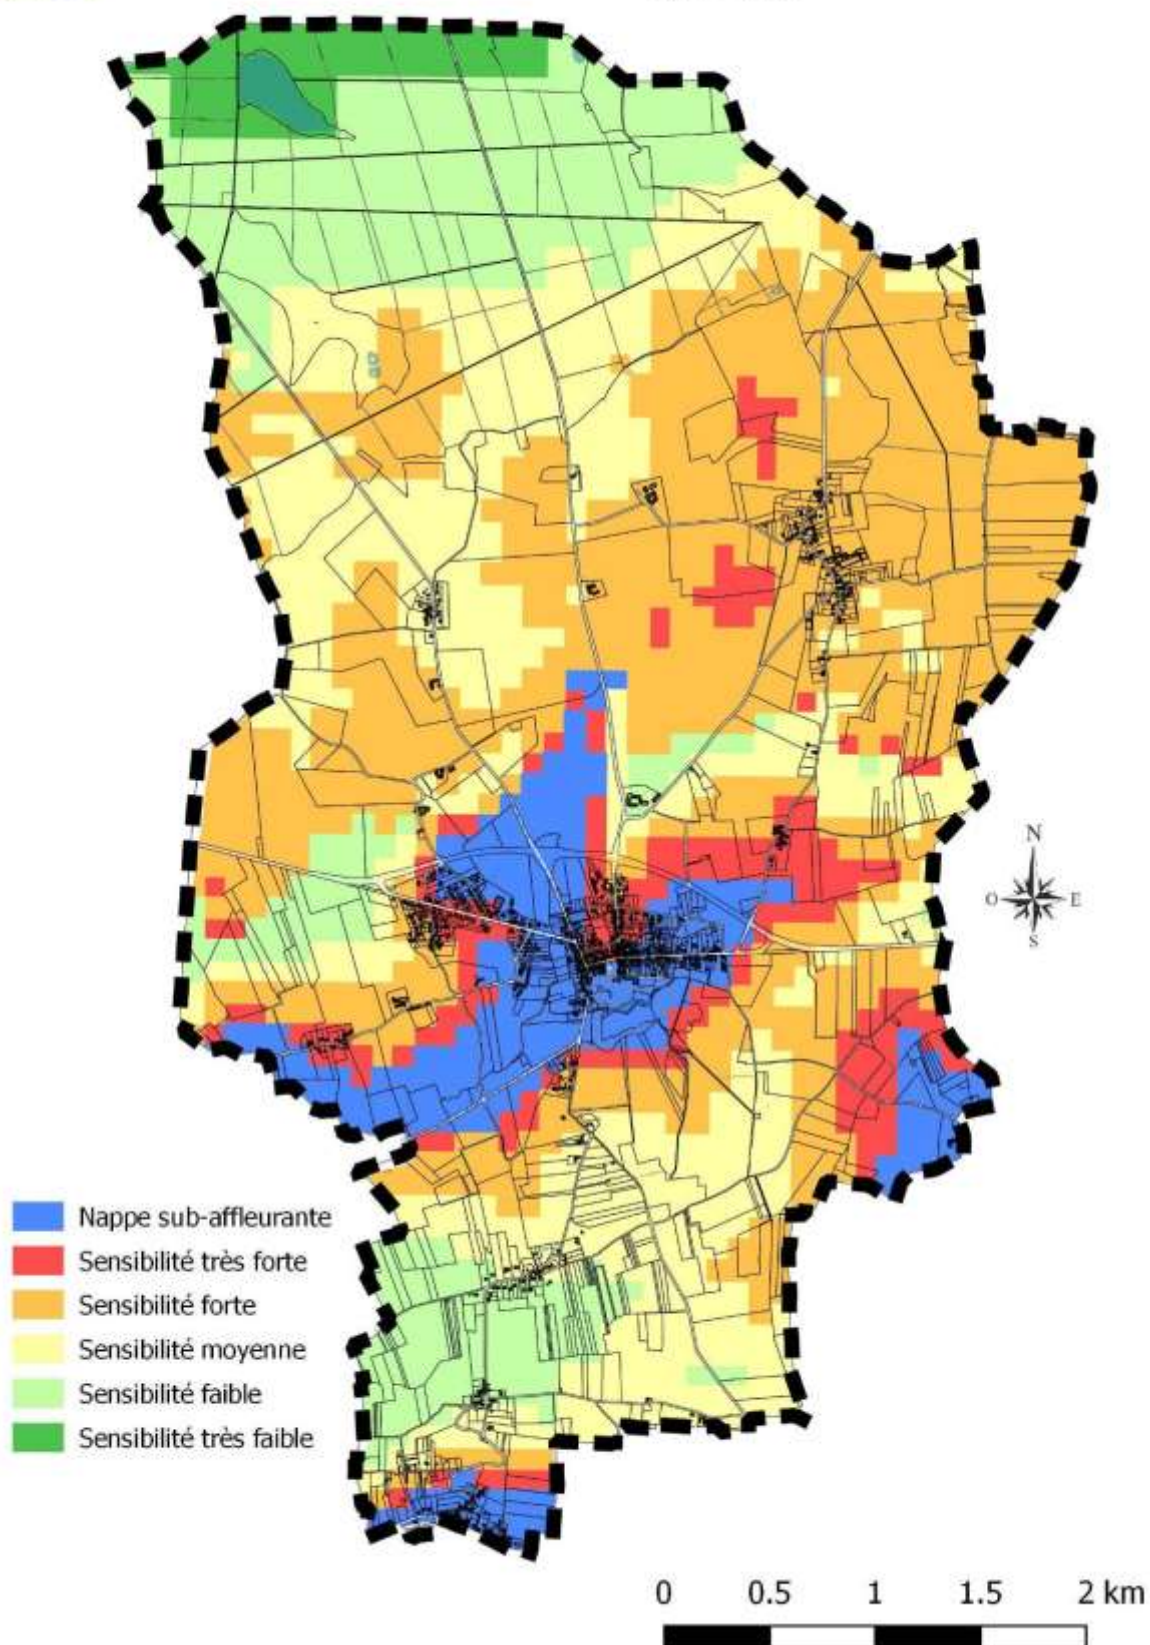 N
O E
S
Nappe sub-affleurante
Sensibilité très forte
Sensibilité forte
Sensibilité moyenne
Sensibilité faible
Sensibilité très faible
0 0.5 1 1.5 2 km